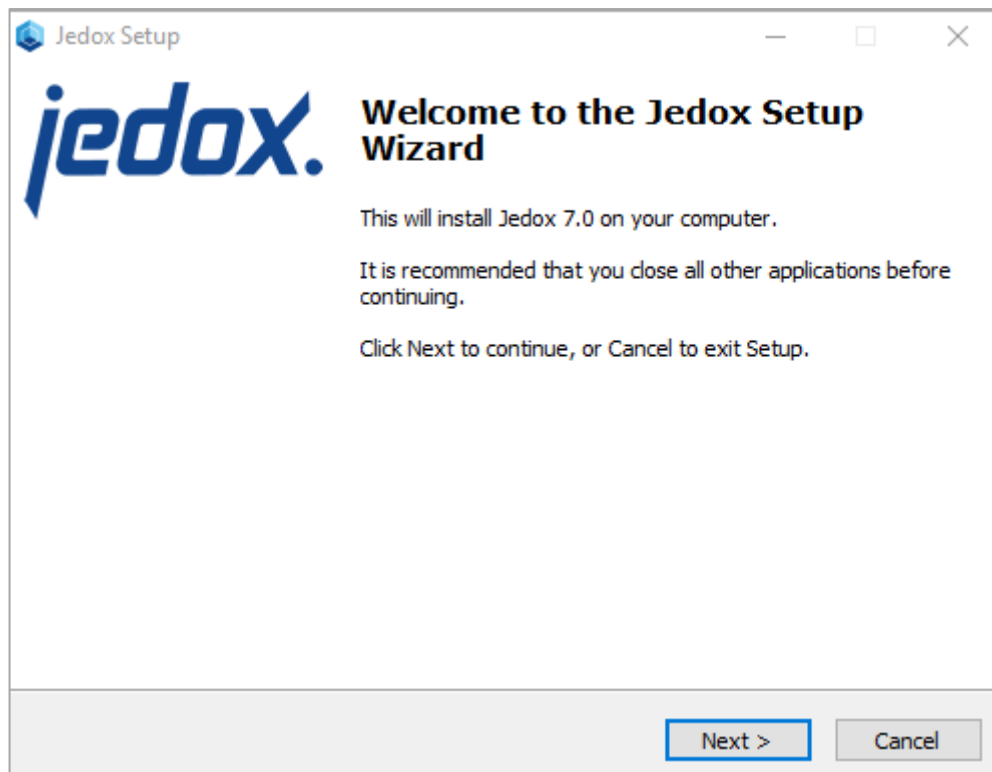 Jedox Setup
jedox.
Welcome to the Jedox Setup
Wizard
This will install Jedox 7.0 on your computer.
It is recommended that you close all other applications before
continuing.
Click Next to continue, or Cancel to exit Setup.
Next >
Cancel